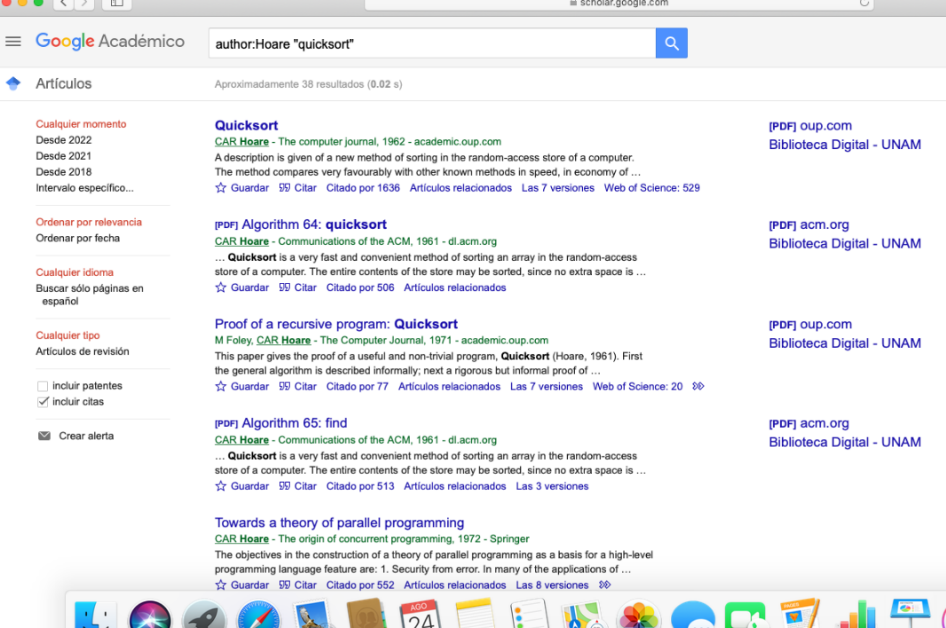 scholar.google.com
Google Académico
author:Hoare "quicksort"
Artículos
Aproximadamente 38 resultados (0.02 s)
Cualquier momento
Desde 2022
Desde 2021
Desde 2018
Intervalo específico...
Ordenar por relevancia
Ordenar por fecha
Cualquier idioma
Buscar sólo páginas en
español
Cualquier tipo
Artículos de revisión
incluir patentes
incluir citas
Crear alerta
Quicksort
CAR Hoare - The computer journal, 1962 - academic.oup.com
A description is given of a new method of sorting in the random-access store of a computer.
The method compares very favourably with other known methods in speed, in economy of ...
Guardar Citar Citado por 1636 Artículos relacionados Las 7 versiones Web of Science: 529
[PDF] oup.com
Biblioteca Digital - UNAM
[PDF] Algorithm 64: quicksort
CAR Hoare - Communications of the ACM, 1961 - dl.acm.org
... Quicksort is a very fast and convenient method of sorting an array in the random-access
store of a computer. The entire contents of the store may be sorted, since no extra space is ...
Guardar Citar Citado por 506 Artículos relacionados
[PDF] acm.org
Biblioteca Digital - UNAM
Proof of a recursive program: Quicksort
M Foley, CAR Hoare - The Computer Journal, 1971 - academic.oup.com
This paper gives the proof of a useful and non-trivial program, Quicksort (Hoare, 1961). First
the general algorithm is described informally; next a rigorous but informal proof of ...
Guardar Citar Citado por 77 Artículos relacionados Las 7 versiones Web of Science: 20
[PDF] oup.com
Biblioteca Digital - UNAM
[PDF] Algorithm 65: find
CAR Hoare - Communications of the ACM, 1961 - dl.acm.org
... Quicksort is a very fast and convenient method of sorting an array in the random-access
store of a computer. The entire contents of the store may be sorted, since no extra space is ...
Guardar Citar Citado por 513 Artículos relacionados Las 3 versiones
[PDF] acm.org
Biblioteca Digital - UNAM
Towards a theory of parallel programming
CAR Hoare - The origin of concurrent programming, 1972 - Springer
The objectives in the construction of a theory of parallel programming as a basis for a high-level
programming language feature are: 1. Security from error. In many of the applications of ...
Guardar Citar Citado por 552 Artículos relacionados Las 8 versiones
AGO
24